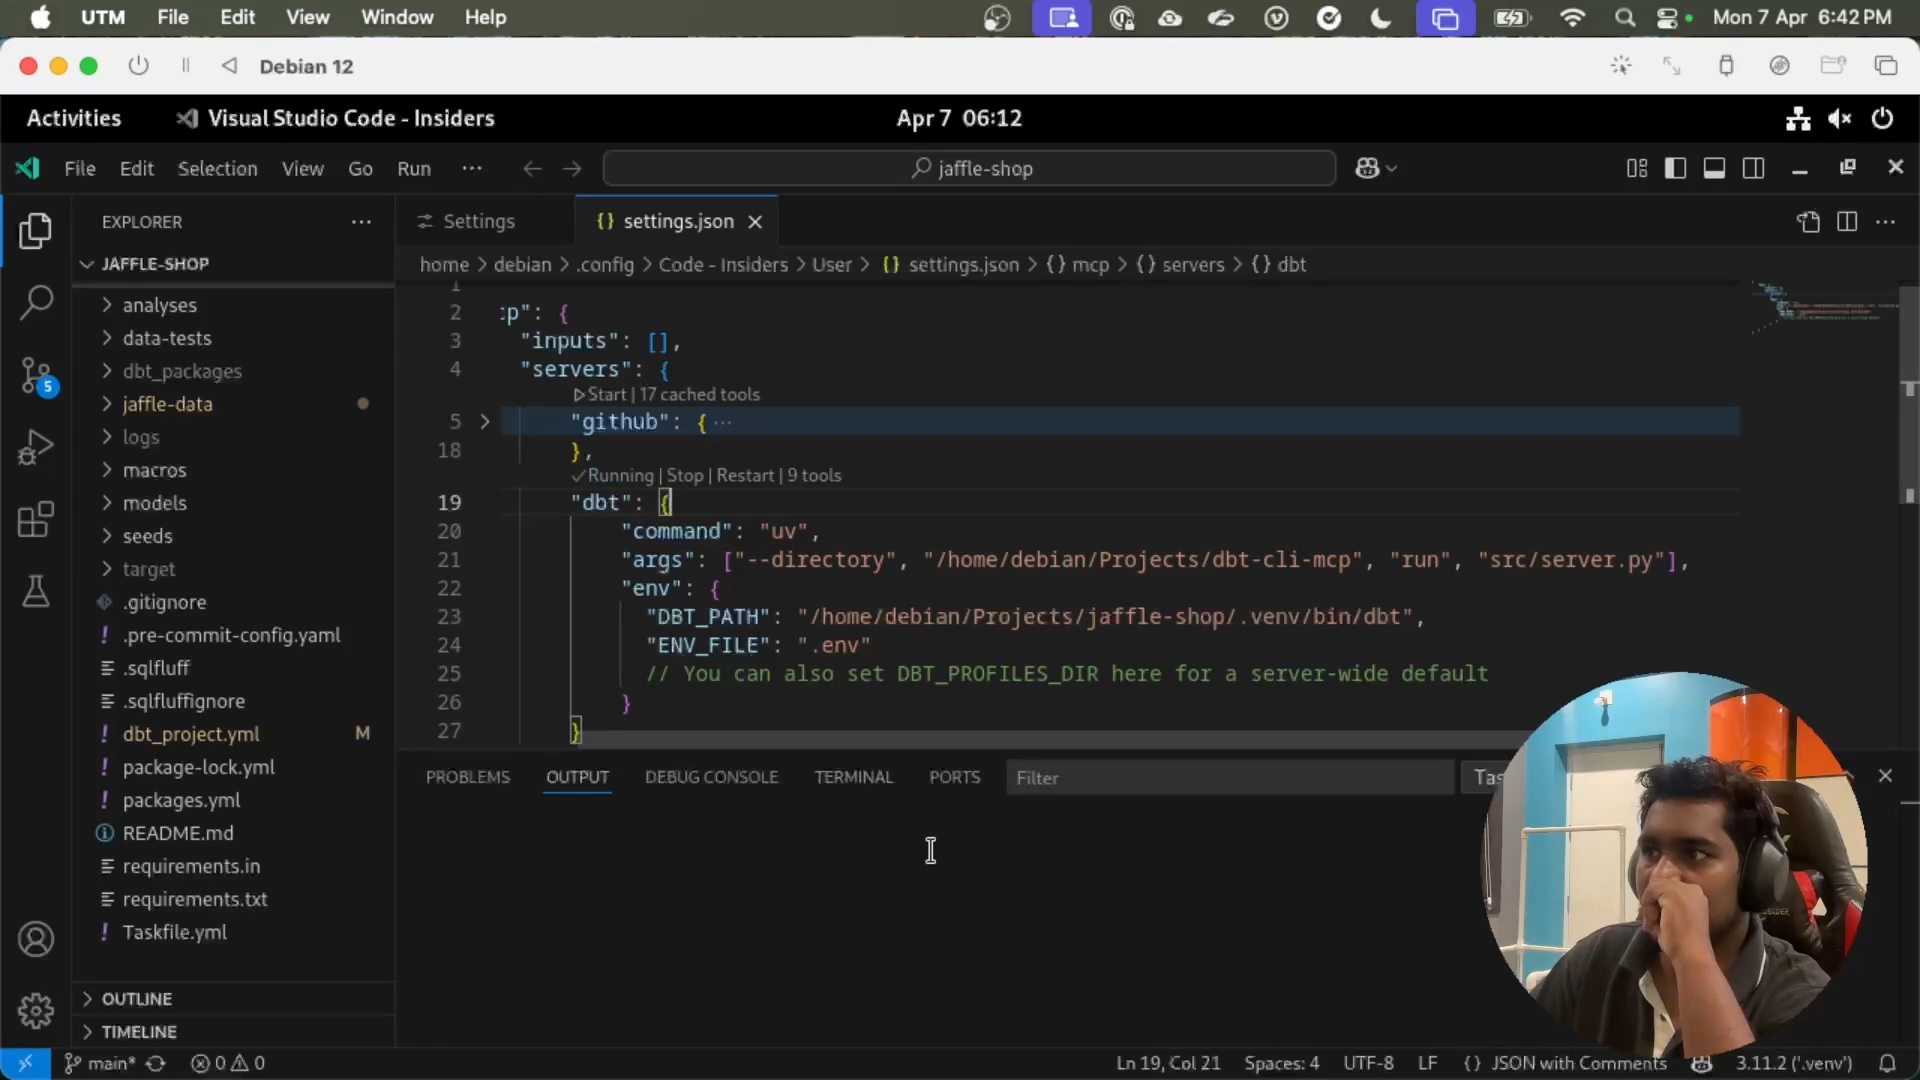 UTM File Edit View Window Help Mon 7 Apr 6:42 PM
Debian 12
Activities Visual Studio Code - Insiders Apr 7 06:12
File Edit Selection View Go Run ··· jaffle-shop
EXPLORER ···
Settings settings.json
JAFFLE-SHOP
home > debian > .config > Code - Insiders > User > {} settings.json > {} mcp > {} servers > {} dbt
analyses
data-tests
dbt_packages
jaffle-data
logs
macros
models
seeds
target
.gitignore
.pre-commit-config.yaml
.sqlfluff
.sqlfluffignore
dbt_project.yml M
package-lock.yml
packages.yml
README.md
requirements.in
requirements.txt
Taskfile.yml
OUTLINE
TIMELINE
5
1
2 :p": {
3 "inputs": [],
4 "servers": {
Start | 17 cached tools
5 "github": { ···
18 },
✓Running | Stop | Restart | 9 tools
19 "dbt": {
20 "command": "uv",
21 "args": ["--directory", "/home/debian/Projects/dbt-cli-mcp", "run", "src/server.py"],
22 "env": {
23 "DBT_PATH": "/home/debian/Projects/jaffle-shop/.venv/bin/dbt",
24 "ENV_FILE": ".env"
25 // You can also set DBT_PROFILES_DIR here for a server-wide default
26 }
27 }
PROBLEMS OUTPUT DEBUG CONSOLE TERMINAL PORTS Filter Tas
main* 0 0 Ln 19, Col 21 Spaces: 4 UTF-8 LF {} JSON with Comments 3.11.2 ('.venv')